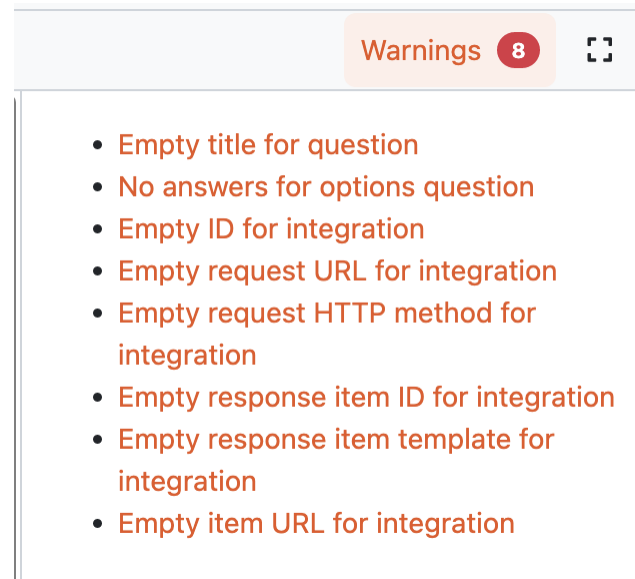 Warnings 8
Empty title for question
No answers for options question
Empty ID for integration
Empty request URL for integration
Empty request HTTP method for
integration
Empty response item ID for integration
Empty response item template for
integration
Empty item URL for integration